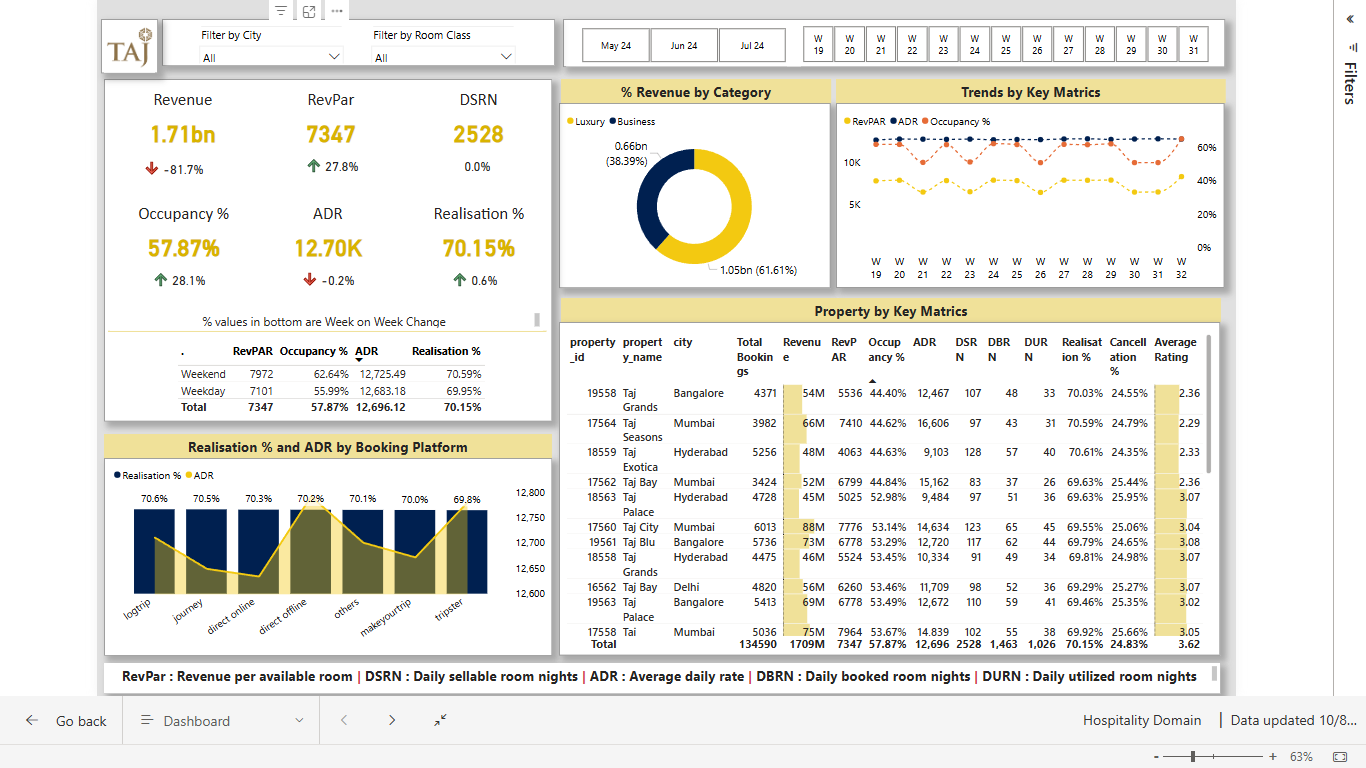 TAJ
Filter by City
All
Filter by Room Class
All
May 24 Jun 24 Jul 24
W 19 W 20 W 21 W 22 W 23 W 24 W 25 W 26 W 27 W 28 W 29 W 30 W 31
Filters
Revenue RevPar DSRN
1.71bn 7347 2528
-81.7% 27.8% 0.0%
Occupancy % ADR Realisation %
57.87% 12.70K 70.15%
28.1% -0.2% 0.6%
% values in bottom are Week on Week Change
. RevPAR Occupancy % ADR Realisation %
Weekend 7972 62.64% 12,725.49 70.59%
Weekday 7101 55.99% 12,683.18 69.95%
Total 7347 57.87% 12,696.12 70.15%
% Revenue by Category
Luxury Business
0.66bn
(38.39%)
1.05bn (61.61%)
Trends by Key Matrics
RevPAR ADR Occupancy %
10K
5K
60%
40%
20%
0%
W 19 W 20 W 21 W 22 W 23 W 24 W 25 W 26 W 27 W 28 W 29 W 30 W 31 W 32
Realisation % and ADR by Booking Platform
Realisation % ADR
70.6% 70.5% 70.3% 70.2% 70.1% 70.0% 69.8%
12,800
12,750
12,700
12,650
12,600
logtrip journey direct online direct offline others makeyourtrip tripster
Property by Key Metrics
property_id property_name city Total Bookings Revenue RevPAR Occupancy % ADR DSRN DBRN DURN Realisation % Cancellation % Average Rating
19558 Taj Grands Bangalore 4371 54M 5536 44.40% 12,467 107 48 33 70.03% 24.55% 2.36
17564 Taj Seasons Mumbai 3982 66M 7410 44.62% 16,606 97 43 31 70.59% 24.79% 2.29
18559 Taj Exotica Hyderabad 5256 48M 4063 44.63% 9,103 128 57 40 70.61% 24.35% 2.33
17562 Taj Bay Mumbai 3424 52M 6799 44.84% 15,162 83 37 26 69.63% 25.44% 2.36
18563 Taj Palace Hyderabad 4728 45M 5025 52.98% 9,484 97 51 36 69.63% 25.95% 3.07
17560 Taj City Mumbai 6013 88M 7776 53.14% 14,634 123 65 45 69.55% 25.06% 3.04
19561 Taj Blu Bangalore 5736 73M 6778 53.29% 12,720 117 62 44 69.79% 24.65% 3.08
18558 Taj Grands Hyderabad 4475 46M 5524 53.45% 10,334 91 49 34 69.81% 24.98% 3.07
16562 Taj Bay Delhi 4820 56M 6260 53.46% 11,709 98 52 36 69.29% 25.27% 3.07
19563 Taj Palace Bangalore 5413 69M 6778 53.49% 12,672 110 59 41 69.46% 25.35% 3.02
17558 Taj Mumbai 5036 75M 7964 53.67% 14,839 102 55 38 69.92% 25.66% 3.05
Total 134590 1709M 7347 57.87% 12,696 2528 1,463 1,026 70.15% 24.83% 3.62
RevPar : Revenue per available room | DSRN : Daily sellable room nights | ADR : Average daily rate | DBRN : Daily booked room nights | DURN : Daily utilized room nights
Go back Dashboard Hospitality Domain | Data updated 10/8...
- + 63%